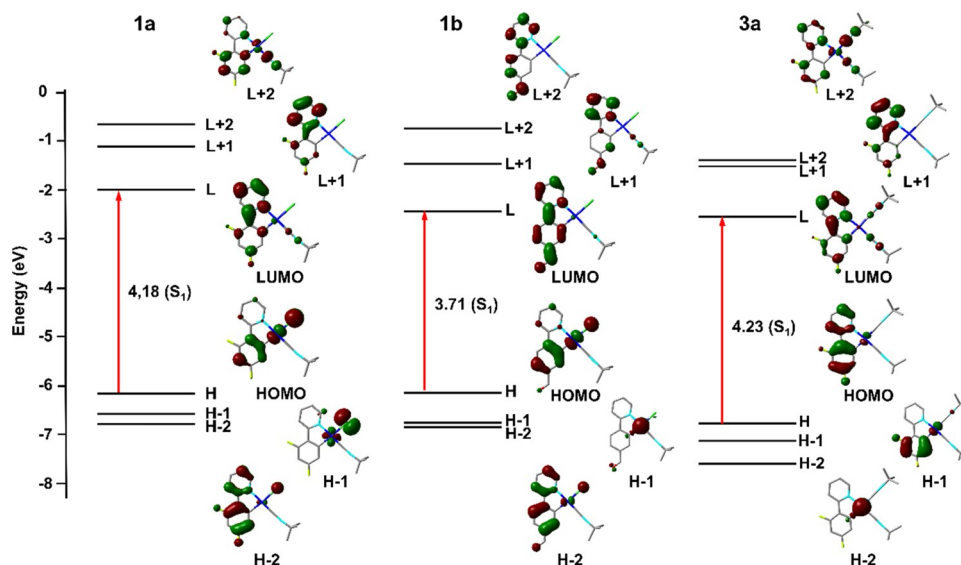 1a
1b
3a
L+2
L+2
L+2
L+1
L+1
L+1
LUMO
LUMO
LUMO
HOMO
HOMO
HOMO
H-1
H-1
H-1
H-2
H-2
H-2
Energy (eV)
0
-1
-2
-3
-4
-5
-6
-7
-8
L+2
L+1
L
4,18 (S₁)
H
H-1
H-2
L+2
L+1
L
3.71 (S₁)
H
H-1
H-2
L+2
L+1
L
4.23 (S₁)
H
H-1
H-2